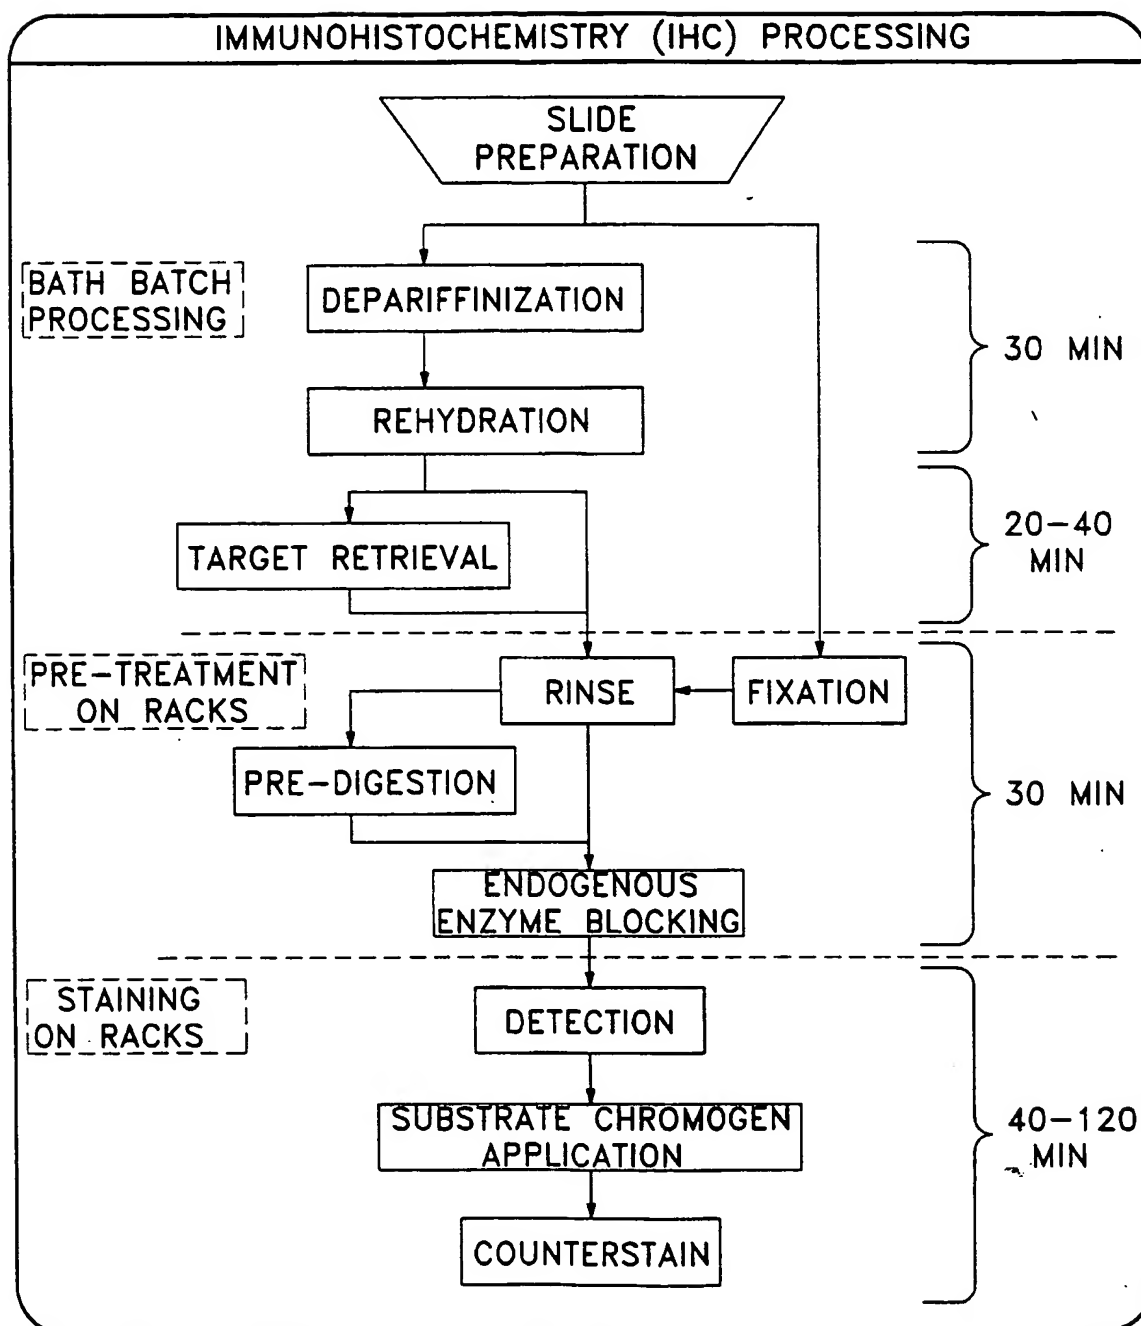 IMMUNOHISTOCHEMISTRY (IHC) PROCESSING
SLIDE
PREPARATION
BATH BATCH
PROCESSING
DEPARIFFINIZATION
30 MIN
REHYDRATION
TARGET RETRIEVAL
20-40
MIN
PRE-TREATMENT
ON RACKS
RINSE
FIXATION
PRE-DIGESTION
30 MIN
ENDOGENOUS
ENZYME BLOCKING
STAINING
ON RACKS
DETECTION
SUBSTRATE CHROMOGEN
APPLICATION
40-120
MIN
COUNTERSTAIN